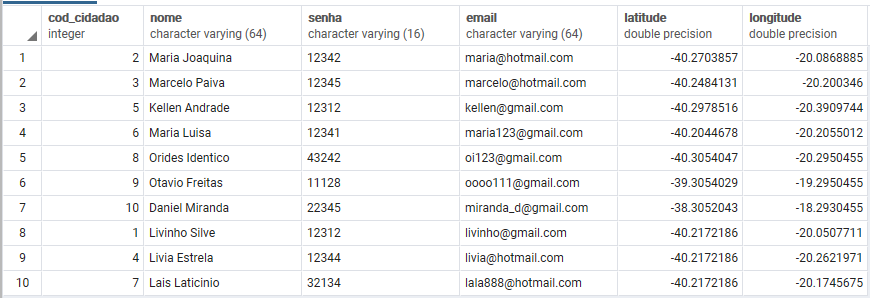 cod_cidadao nome senha email latitude longitude
integer character varying (64) character varying (16) character varying (64) double precision double precision
1 2 Maria Joaquina 12342 maria@hotmail.com -40.2703857 -20.0868885
2 3 Marcelo Paiva 12345 marcelo@hotmail.com -40.2484131 -20.200346
3 5 Kellen Andrade 12312 kellen@gmail.com -40.2978516 -20.3909744
4 6 Maria Luisa 12341 maria123@gmail.com -40.2044678 -20.2055012
5 8 Orides Identico 43242 oi123@gmail.com -40.3054047 -20.2950455
6 9 Otavio Freitas 11128 oooo111@gmail.com -39.3054029 -19.2950455
7 10 Daniel Miranda 22345 miranda_d@gmail.com -38.3052043 -18.2930455
8 1 Livinho Silve 12312 livinho@gmail.com -40.2172186 -20.0507711
9 4 Livia Estrela 12344 livia@hotmail.com -40.2172186 -20.2621971
10 7 Lais Laticinio 32134 lala888@hotmail.com -40.2172186 -20.1745675